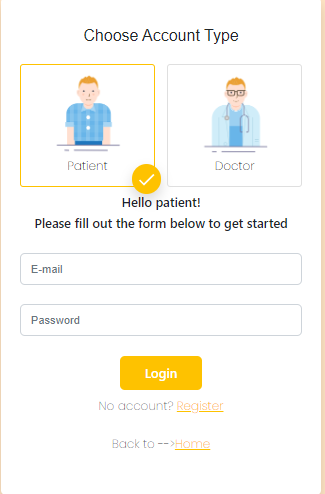 Choose Account Type
Patient
Doctor
Hello patient!
Please fill out the form below to get started
E-mail
Password
Login
No account? Register
Back to -->Home